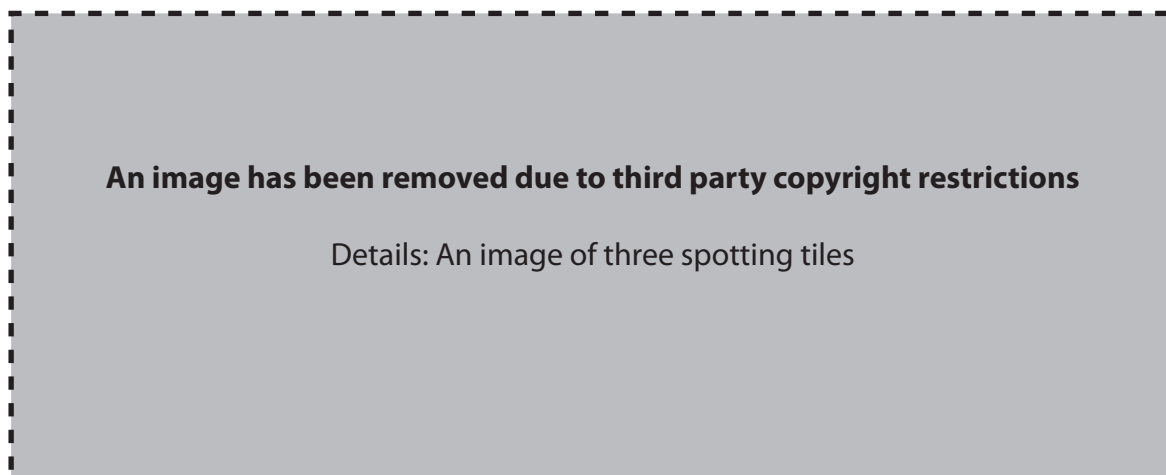 An image has been removed due to third party copyright restrictions
Details: An image of three spotting tiles